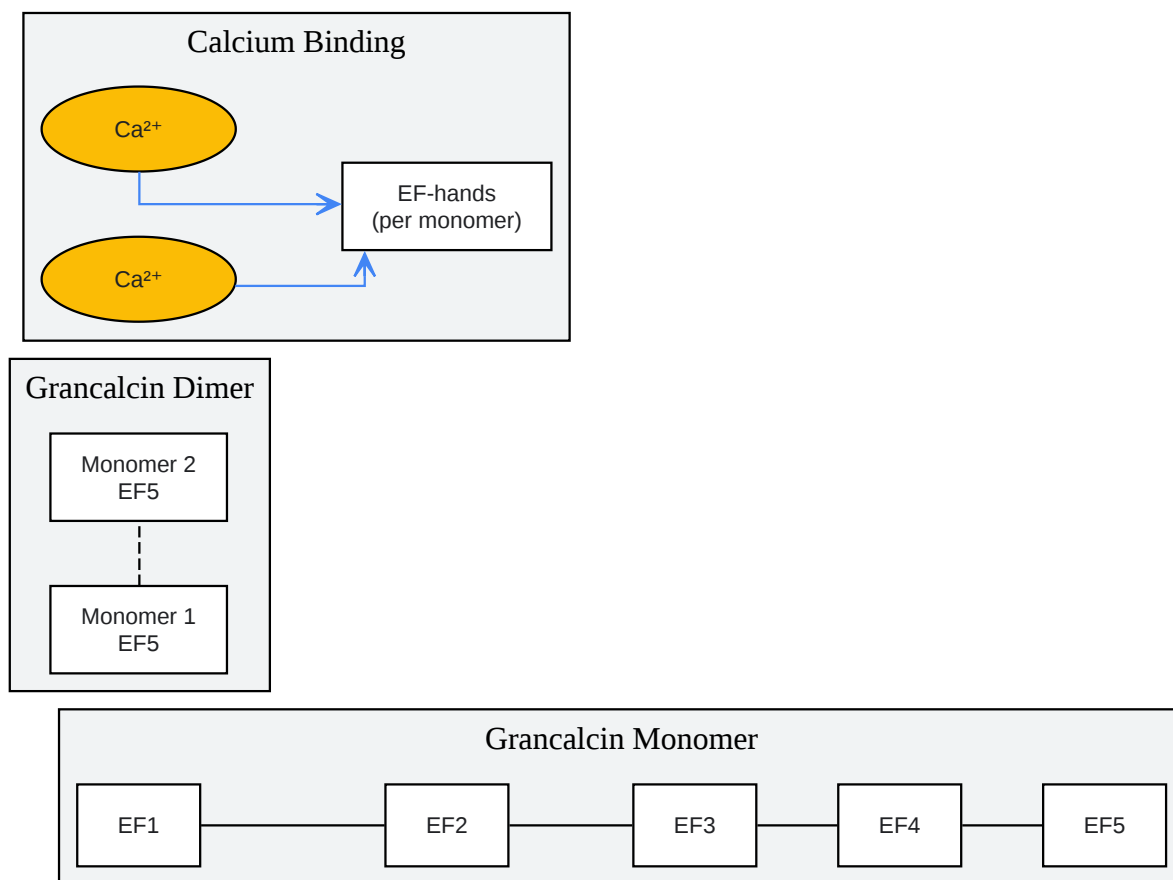 Calcium Binding
Ca²⁺
EF-hands
(per monomer)
Ca²⁺
Grancalcin Dimer
Monomer 2
EF5
Monomer 1
EF5
Grancalcin Monomer
EF1
EF2
EF3
EF4
EF5